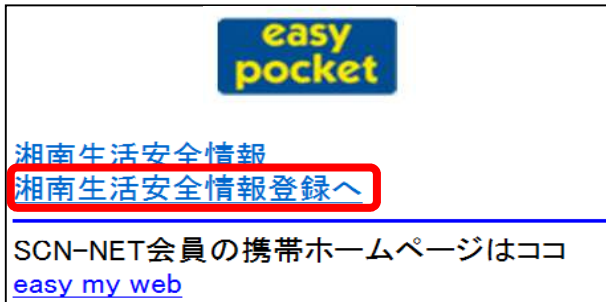 easy
pocket
湘南生活安全情報
湘南生活安全情報登録へ
SCN-NET会員の携帯ホームページはココ
easy my web